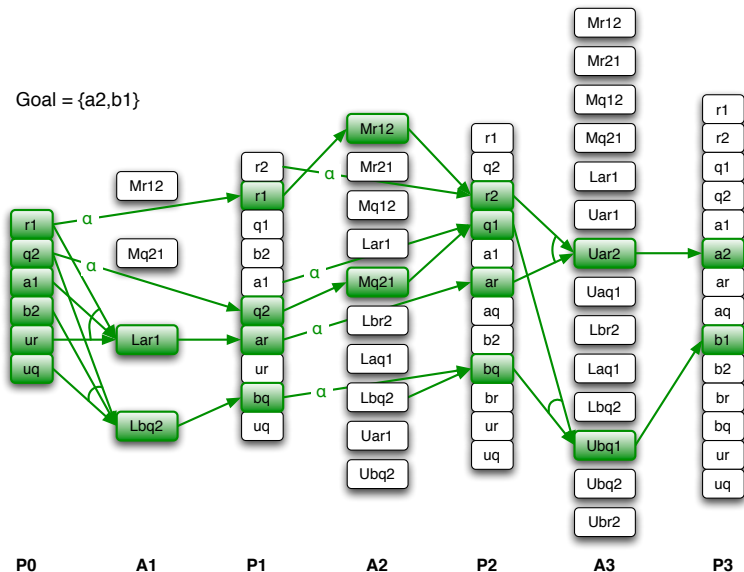 Goal = {a2,b1}
r1
q2
a1
b2
ur
uq
P0
Mr12
Mq21
Lar1
Lbq2
A1
r2
r1
q1
b2
a1
q2
ar
ur
bq
uq
P1
Mr12
Mr21
Mq12
Lar1
Mq21
Lbr2
Laq1
Lbq2
Uar1
Ubq2
A2
r1
q2
r2
q1
a1
ar
aq
b2
bq
br
ur
uq
P2
Mr12
Mr21
Mq12
Mq21
Lar1
Uar1
Uar2
Uaq1
Lbr2
Laq1
Lbq2
Ubq1
Ubq2
Ubr2
A3
r1
r2
q1
q2
a1
a2
ar
aq
b1
b2
br
bq
ur
uq
P3
α
α
α
α
α
α